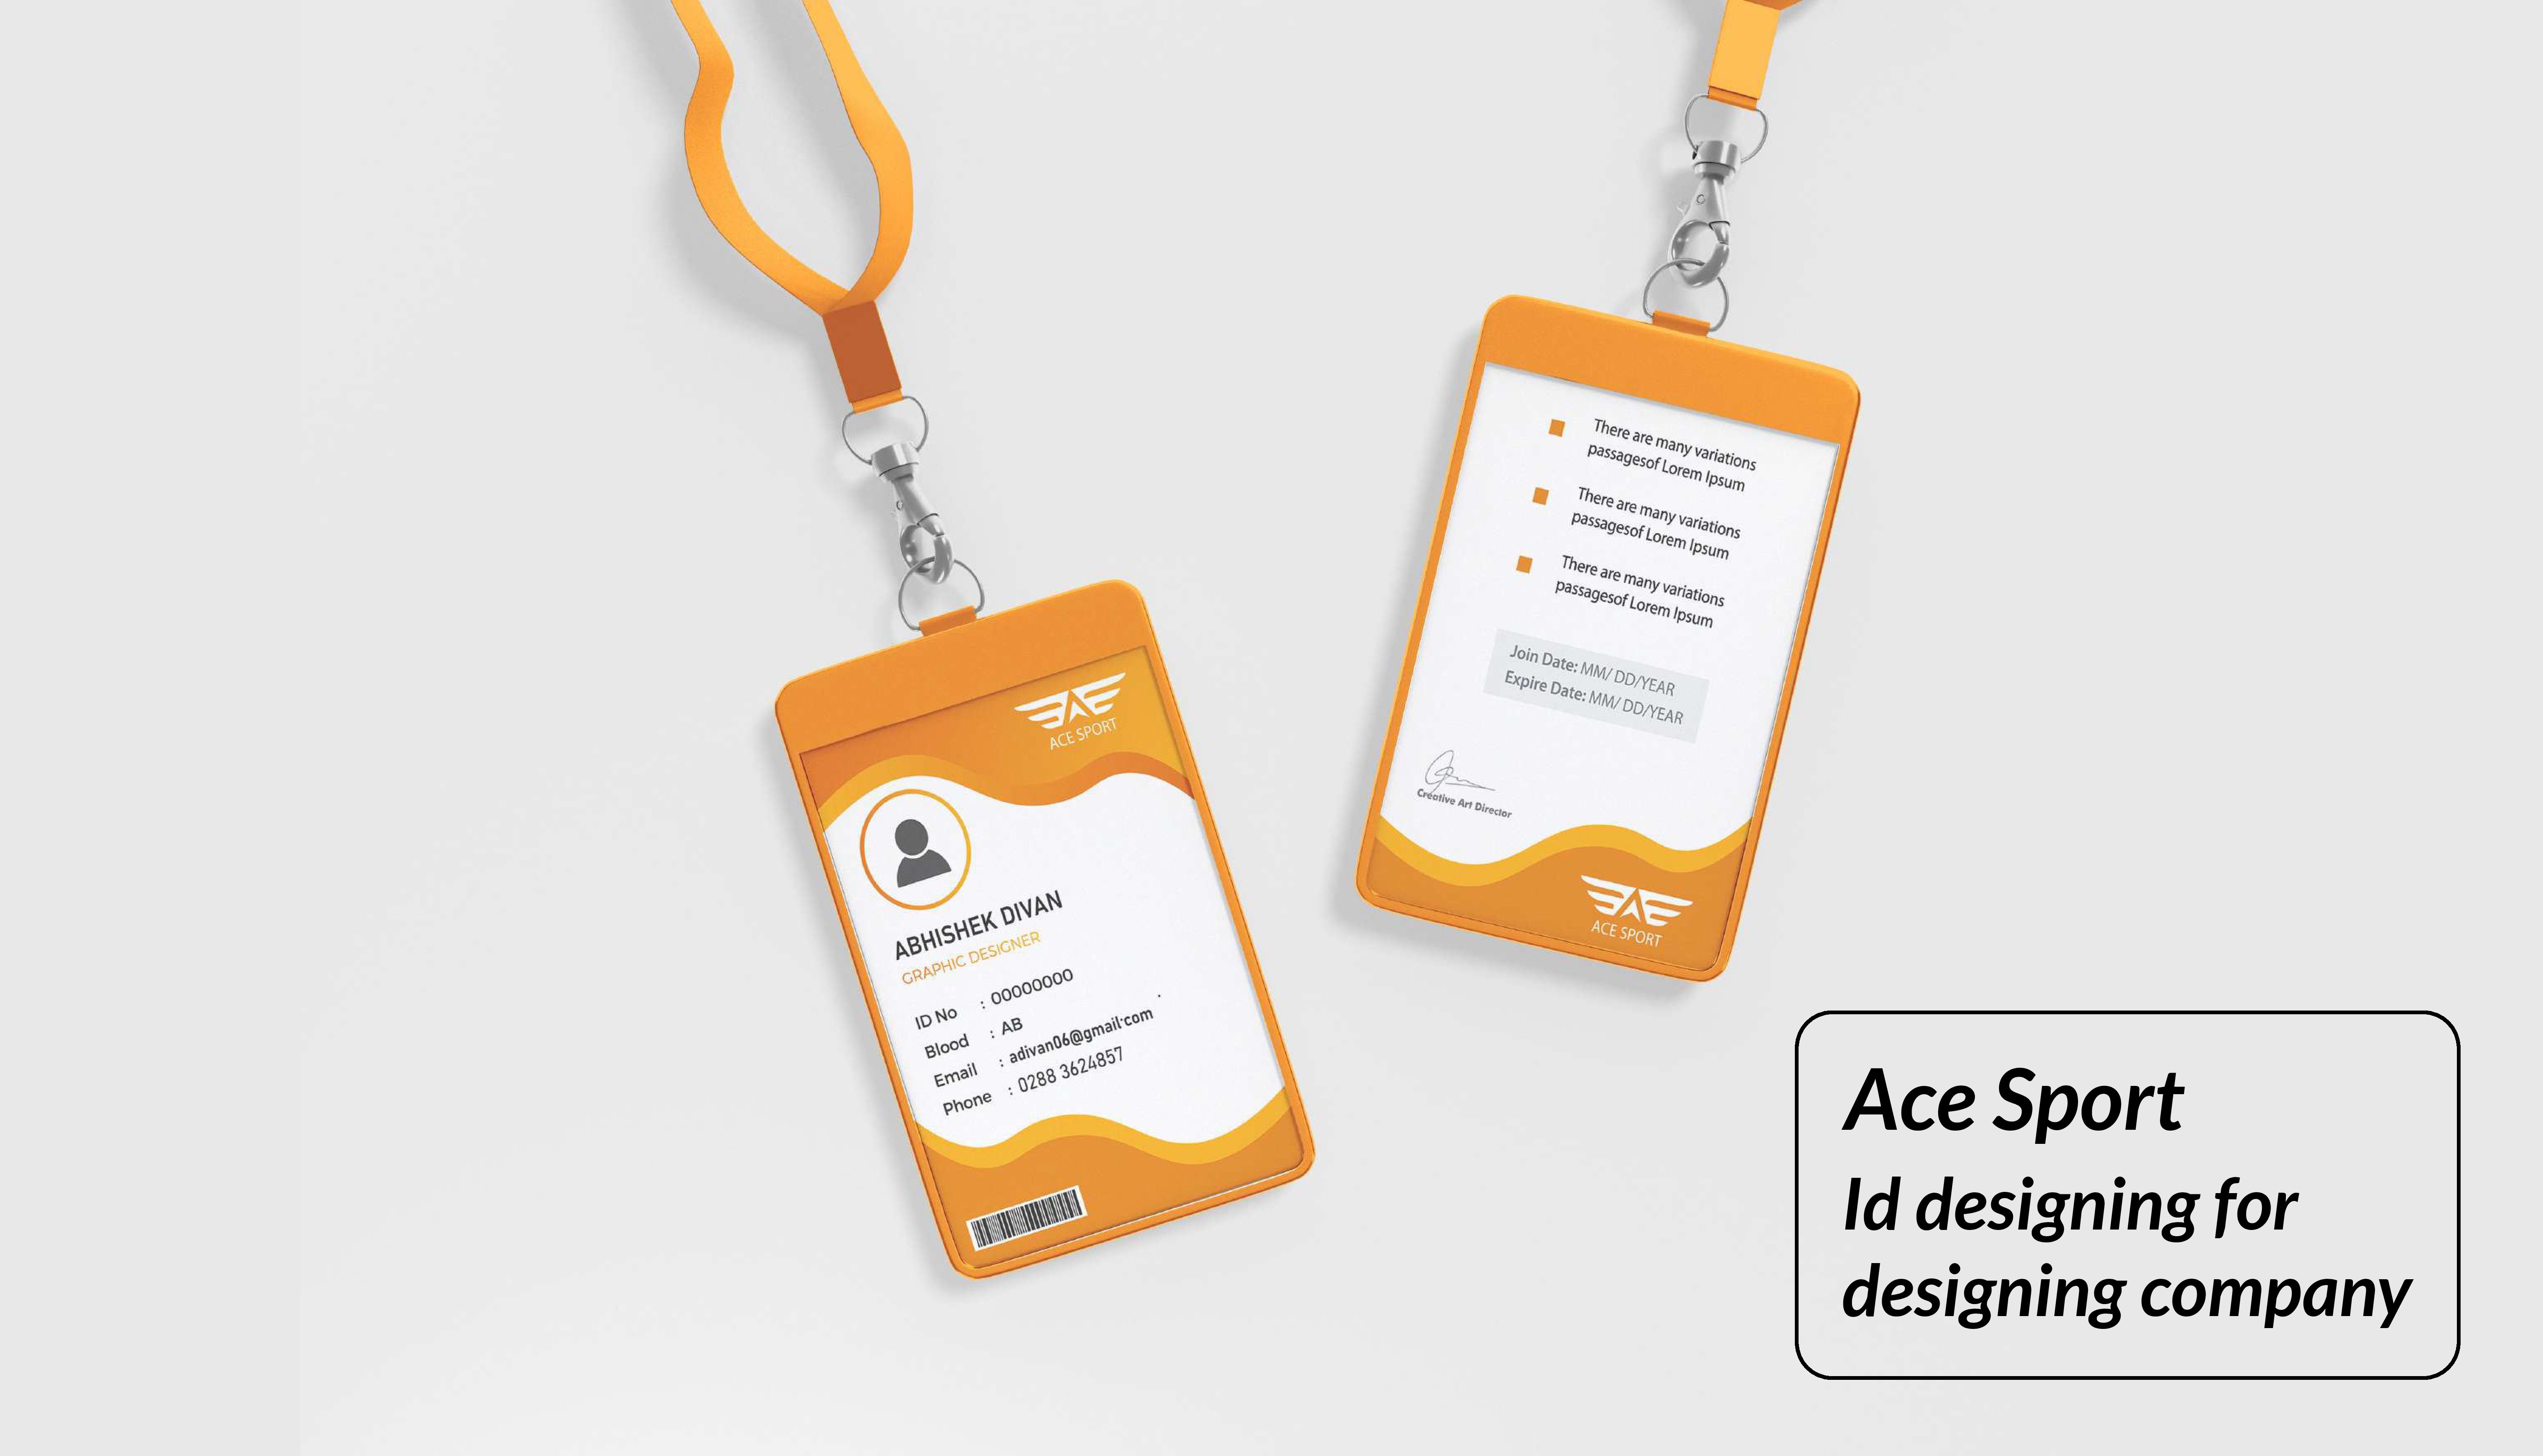 ACE SPORT
ABHISHEK DIVAN
GRAPHIC DESIGNER
ID No : 00000000
Blood : AB
Email : adivan06@gmail.com
Phone : 0288 3624857
There are many variations
passagesof Lorem Ipsum
There are many variations
passagesof Lorem Ipsum
There are many variations
passagesof Lorem Ipsum
Join Date: MM/ DD/YEAR
Expire Date: MM/ DD/YEAR
Creative Art Director
ACE SPORT
Ace Sport
Id designing for
designing company